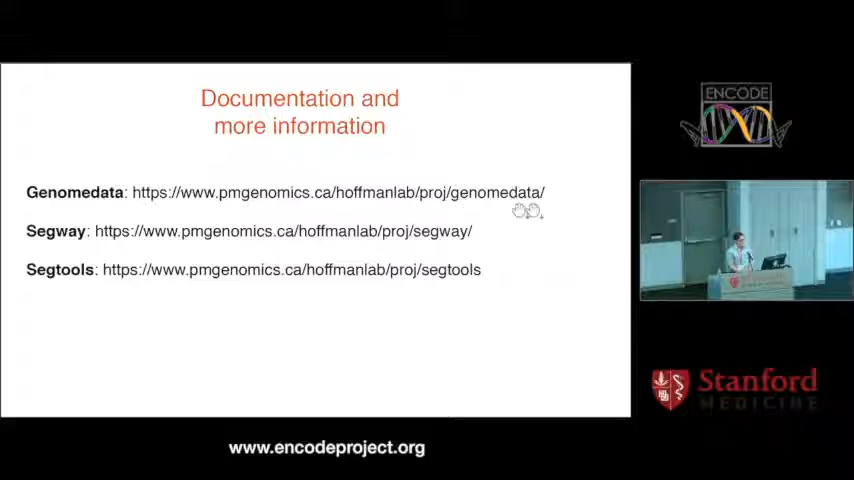 Documentation and
more information
Genomedata: https://www.pmgenomics.ca/hoffmanlab/proj/genomedata/
Segway: https://www.pmgenomics.ca/hoffmanlab/proj/segway/
Segtools: https://www.pmgenomics.ca/hoffmanlab/proj/segtools
ENCODE
Stanford
MEDICINE
www.encodeproject.org